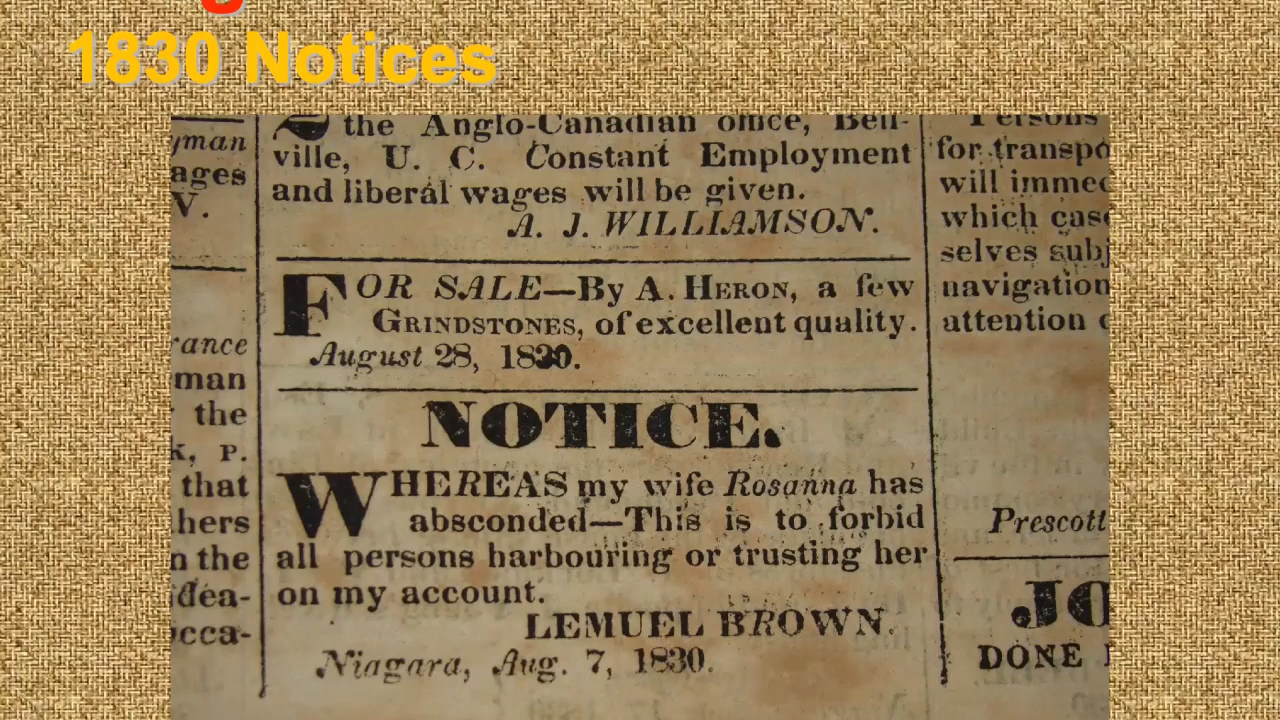 1830 Notices
the Anglo-Canadian office, Bell-
ville, U. C. Constant Employment
and liberal wages will be given.
A. J. WILLIAMSON.
FOR SALE—By A. HERON, a few
GRINDSTONES, of excellent quality.
August 28, 1830.
NOTICE.
WHEREAS my wife Rosanna has
absconded—This is to forbid
all persons harbouring or trusting her
on my account.
LEMUEL BROWN.
Niagara, Aug. 7, 1830.
yman
ages
V.
rance
man
the
k, P.
that
hers
n the
dea-
cca-
Persons
for transpo
will immed
which case
selves subj
navigation
attention
Prescott
JO
DONE